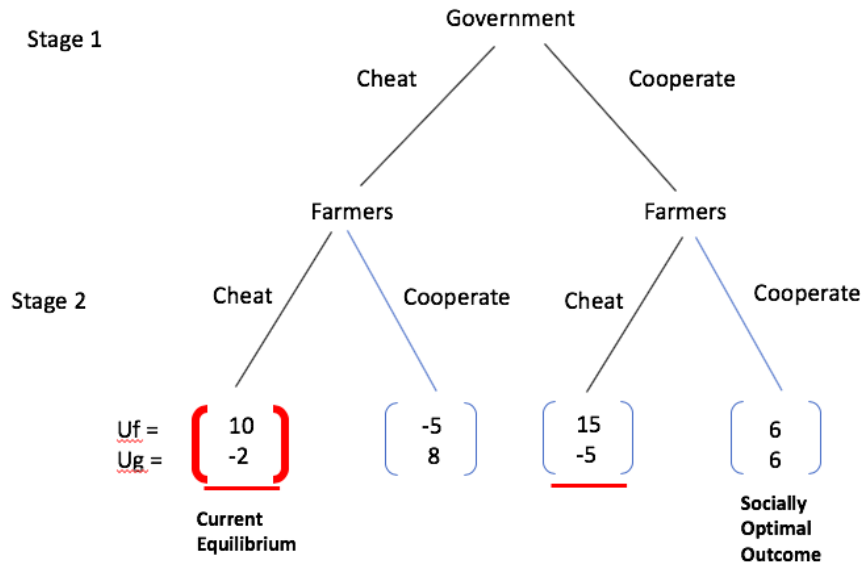 Government
Stage 1
Cheat Cooperate
Farmers Farmers
Stage 2 Cheat Cooperate Cheat Cooperate
Uf = 10 -5 15 6
Ug = -2 8 -5 6
Current
Equilibrium
Socially
Optimal
Outcome